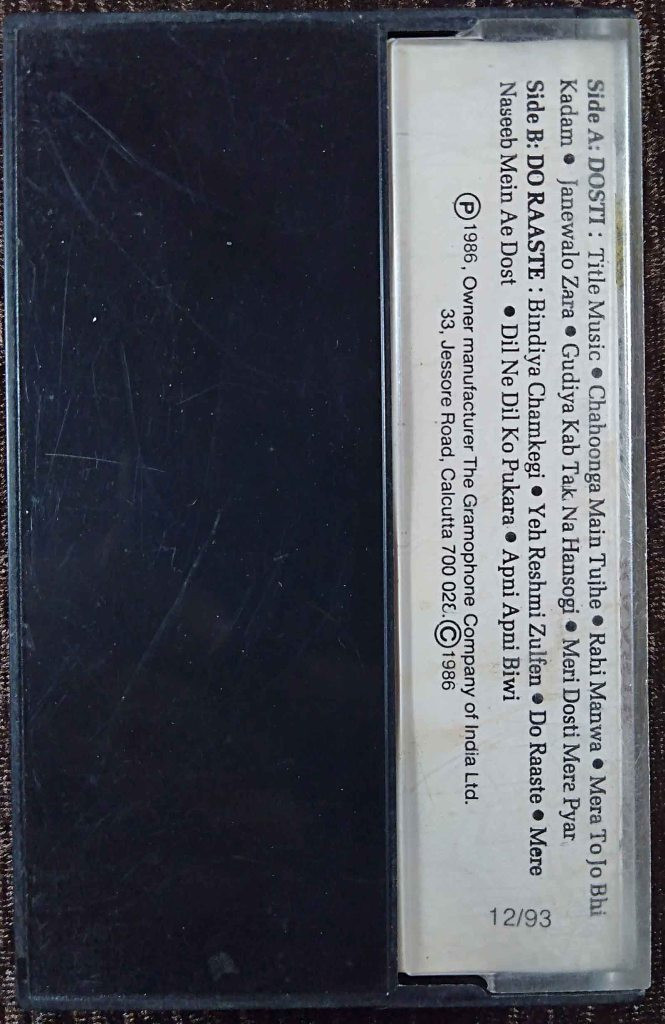 Side A: DOSTI : Title Music • Chahoonga Main Tujhe • Rahi Manwa • Mera To Jo Bhi
Kadam • Janewalo Zara • Gudiya Kab Tak Na Hansogi • Meri Dosti Mere Pyar
Side B: DO RAASTE : Bindiya Chamkegi • Yeh Reshmi Zulfen • Do Raaste • Mere
Naseeb Mein Ae Dost • Dil Ne Dil Ko Pukara • Apni Apni Biwi
Ⓟ 1986, Owner manufacturer The Gramophone Company of India Ltd.
33, Jessore Road, Calcutta 700 028. © 1986
12/93